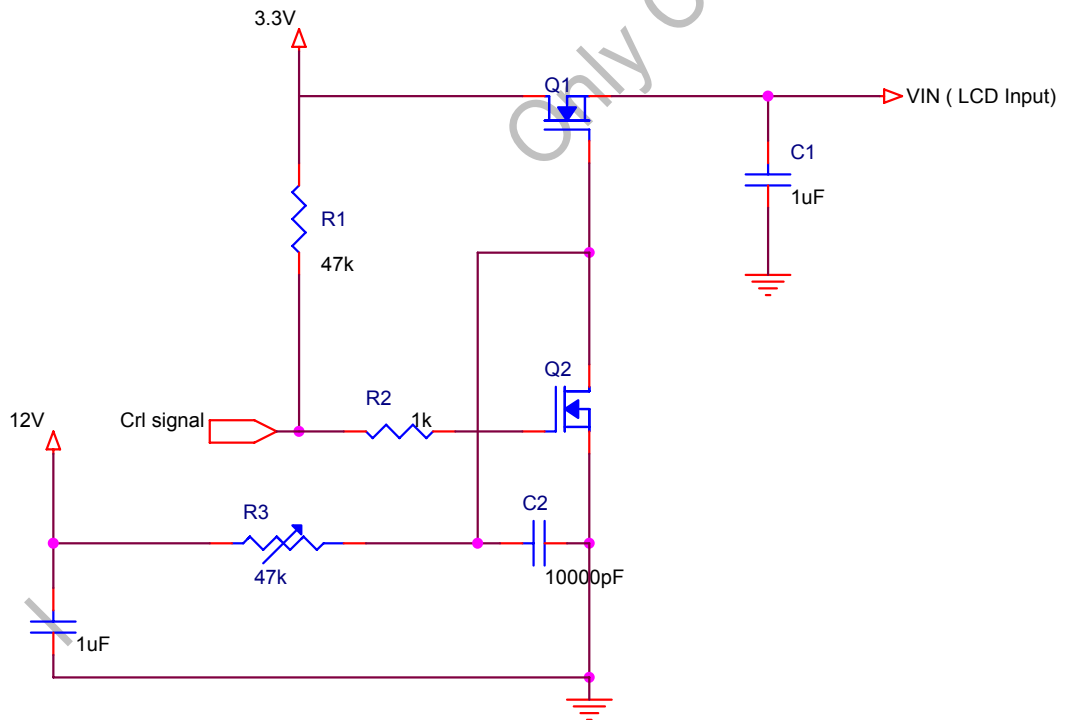 3.3V
Q1
VIN ( LCD Input)
C1
1uF
R1
47k
Q2
12V
Crl signal
R2
1k
R3
47k
C2
10000pF
1uF
Only